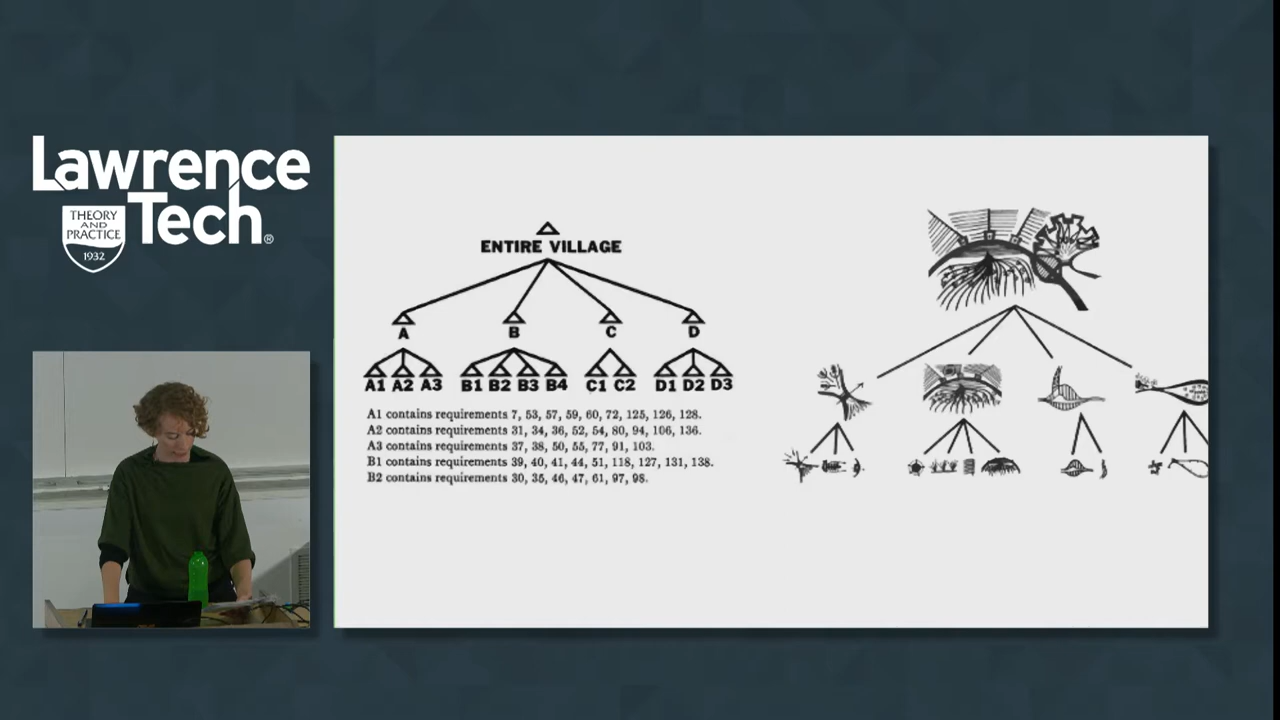 Lawrence
Tech®
THEORY
AND
PRACTICE
1932
ENTIRE VILLAGE
A B C D
A1 A2 A3 B1 B2 B3 B4 C1 C2 D1 D2 D3
A1 contains requirements 7, 53, 57, 59, 60, 72, 125, 126, 128.
A2 contains requirements 31, 34, 36, 52, 54, 80, 94, 106, 136.
A3 contains requirements 37, 38, 50, 55, 77, 91, 103.
B1 contains requirements 39, 40, 41, 44, 51, 118, 127, 131, 138.
B2 contains requirements 30, 35, 46, 47, 61, 97, 98.